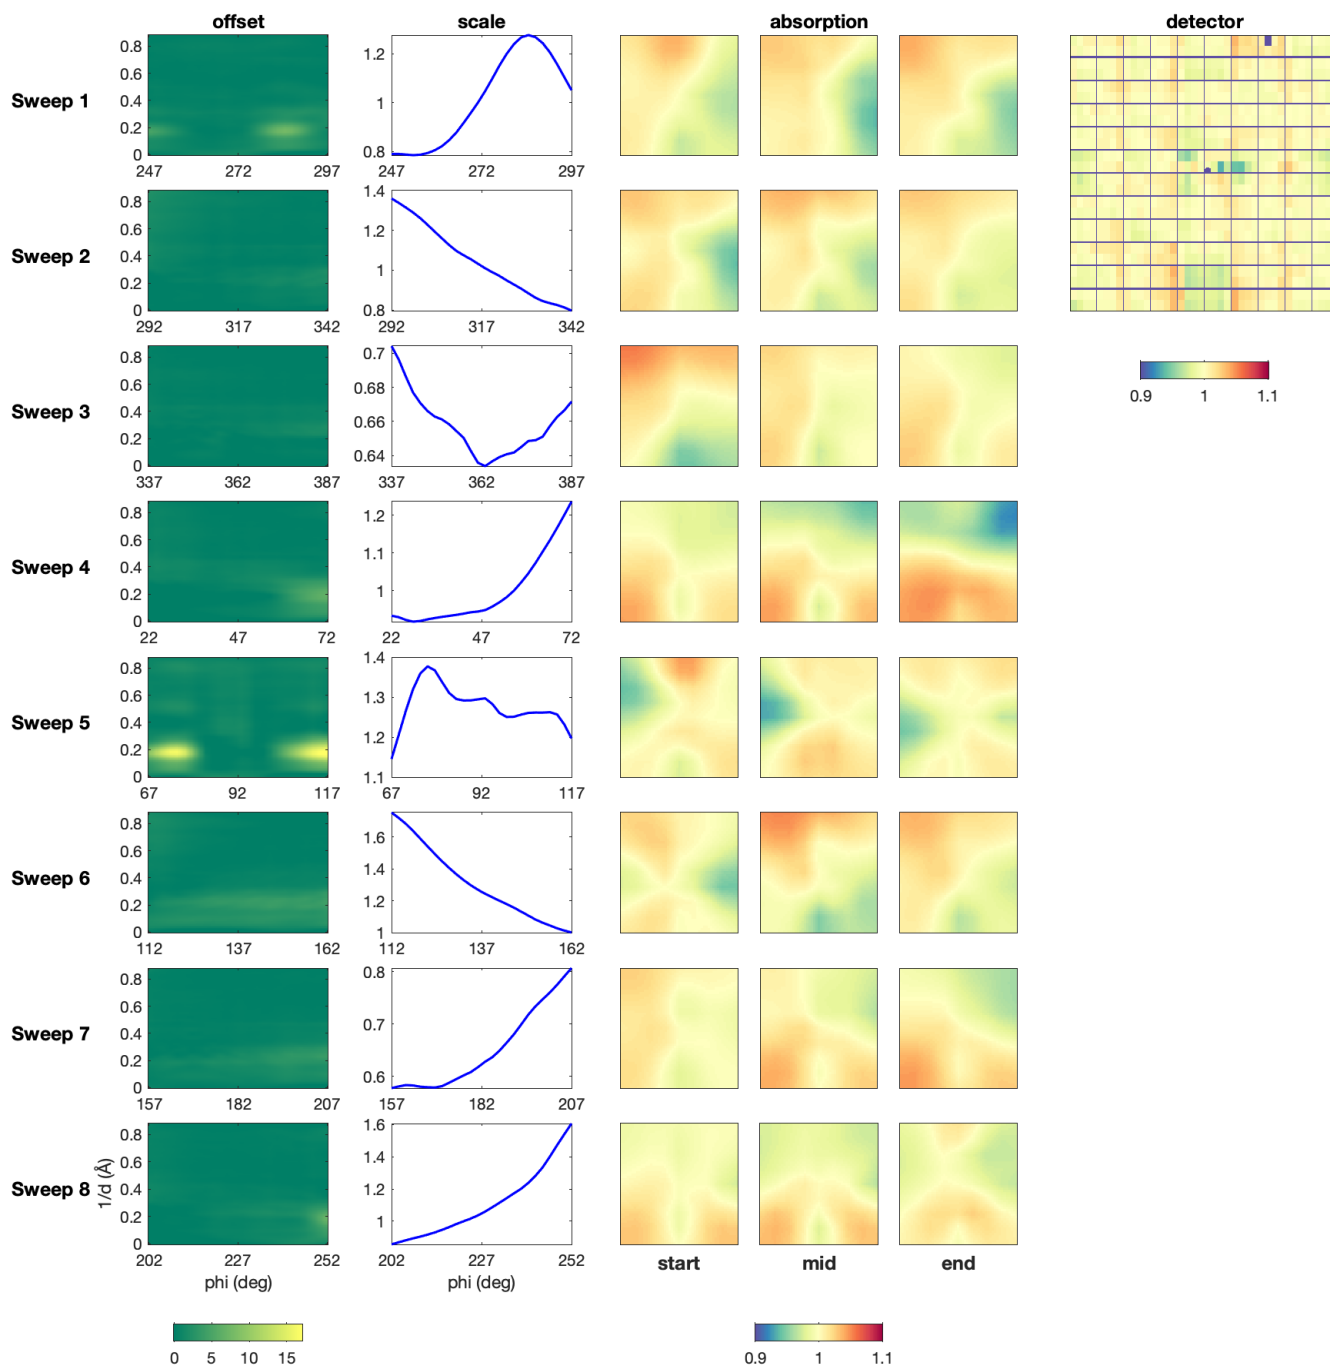 offset scale absorption detector
Sweep 1
0.8
0.6
0.4
0.2
0
247 272 297
1.2
1
0.8
247 272 297
Sweep 2
0.8
0.6
0.4
0.2
0
292 317 342
1.4
1.2
1
0.8
292 317 342
0.9 1 1.1
Sweep 3
0.8
0.6
0.4
0.2
0
337 362 387
0.7
0.68
0.66
0.64
337 362 387
Sweep 4
0.8
0.6
0.4
0.2
0
22 47 72
1.2
1.1
1
22 47 72
Sweep 5
0.8
0.6
0.4
0.2
0
67 92 117
1.4
1.3
1.2
1.1
67 92 117
Sweep 6
0.8
0.6
0.4
0.2
0
112 137 162
1.6
1.4
1.2
1
112 137 162
Sweep 7
0.8
0.6
0.4
0.2
0
157 182 207
0.8
0.7
0.6
157 182 207
Sweep 8
1/d (Å)
0.8
0.6
0.4
0.2
0
202 227 252
phi (deg)
1.6
1.4
1.2
1
202 227 252
phi (deg)
start mid end
0 5 10 15
0.9 1 1.1